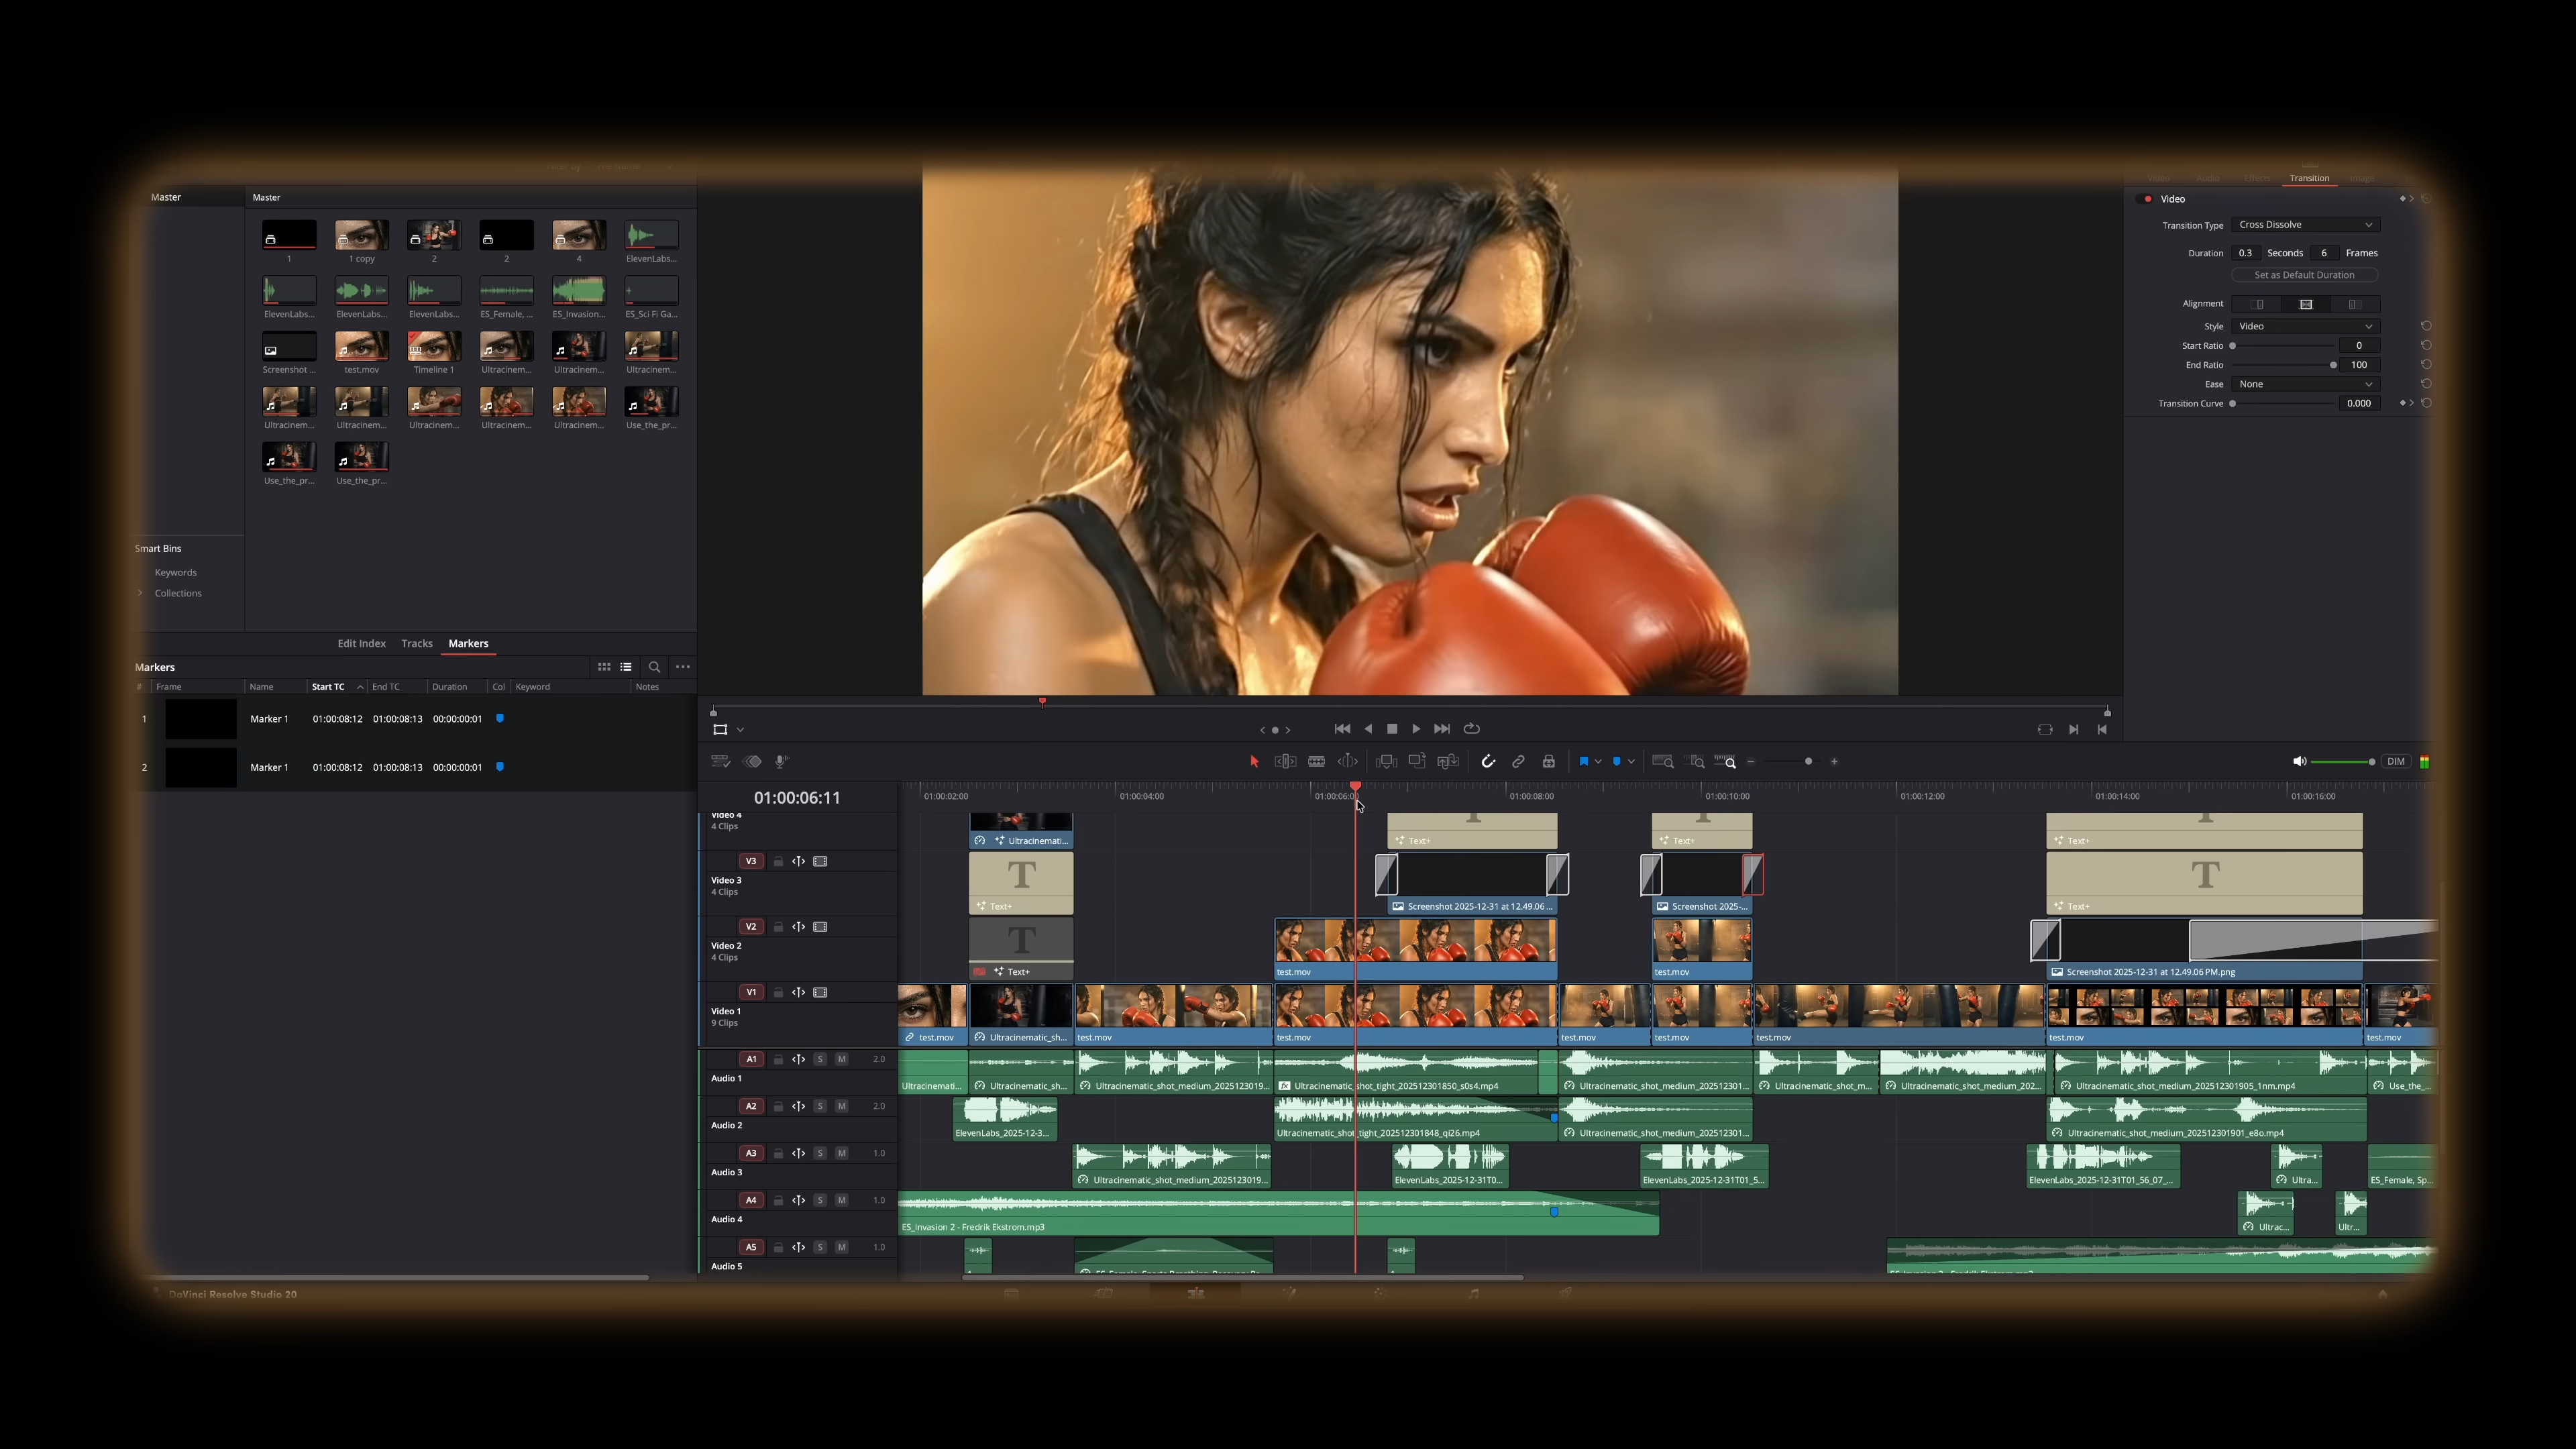 Video Audio Effects Transition Image
Master
Master
1
1 copy
2
2
4
ElevenLabs...
ElevenLabs...
ElevenLabs...
ElevenLabs...
ES_Female, ...
ES_Invasion...
ES_Sci Fi Ga...
Screenshot ...
test.mov
Timeline 1
Ultracinem...
Ultracinem...
Ultracinem...
Ultracinem...
Ultracinem...
Ultracinem...
Ultracinem...
Ultracinem...
Use_the_pr...
Use_the_pr...
Use_the_pr...
Smart Bins
Keywords
Collections
Video
Transition Type Cross Dissolve
Duration 0.3 Seconds 6 Frames
Set as Default Duration
Alignment
Style Video
Start Ratio 0
End Ratio 100
Ease None
Transition Curve 0.000
Edit Index Tracks Markers
Markers
# Frame Name Start TC End TC Duration Col Keyword Notes
1 Marker 1 01:00:08:12 01:00:08:13 00:00:00:01
2 Marker 1 01:00:08:12 01:00:08:13 00:00:00:01
DIM
01:00:06:11
01:00:02:00 01:00:04:00 01:00:06:0 01:00:08:00 01:00:10:00 01:00:12:00 01:00:14:00 01:00:16:00
Video 4
4 Clips
Ultracinemati... Text+ Text+ Text+
V3
Video 3
4 Clips
T
Text+
Screenshot 2025-12-31 at 12.49.06 ...
Screenshot 2025-...
T
Text+
V2
Video 2
4 Clips
T
Text+
test.mov
test.mov
Screenshot 2025-12-31 at 12.49.06 PM.png
V1
Video 1
9 Clips
test.mov
Ultracinematic_sh...
test.mov
test.mov
test.mov
test.mov
test.mov
test.mov
test.mov
A1 S M 2.0
Audio 1
Ultracinemati...
Ultracinematic_sh...
Ultracinematic_shot_medium_2025123019...
fx Ultracinematic_shot_tight_202512301850_s0s4.mp4
Ultracinematic_shot_medium_202512301...
Ultracinematic_shot_m...
Ultracinematic_shot_medium_202...
Ultracinematic_shot_medium_202512301905_1nm.mp4
Use_the_...
A2 S M 2.0
Audio 2
ElevenLabs_2025-12-3...
Ultracinematic_shot_tight_202512301848_qi26.mp4
Ultracinematic_shot_medium_202512301...
Ultracinematic_shot_medium_202512301901_e8o.mp4
A3 S M 1.0
Audio 3
Ultracinematic_shot_medium_2025123019...
ElevenLabs_2025-12-31T0...
ElevenLabs_2025-12-31T01_5...
ElevenLabs_2025-12-31T01_56_07_...
Ultra...
ES_Female, Sp...
A4 S M 1.0
Audio 4
ES_Invasion 2 - Fredrik Ekstrom.mp3
Ultrac...
Ultr...
A5 S M 1.0
Audio 5
DaVinci Resolve Studio 20